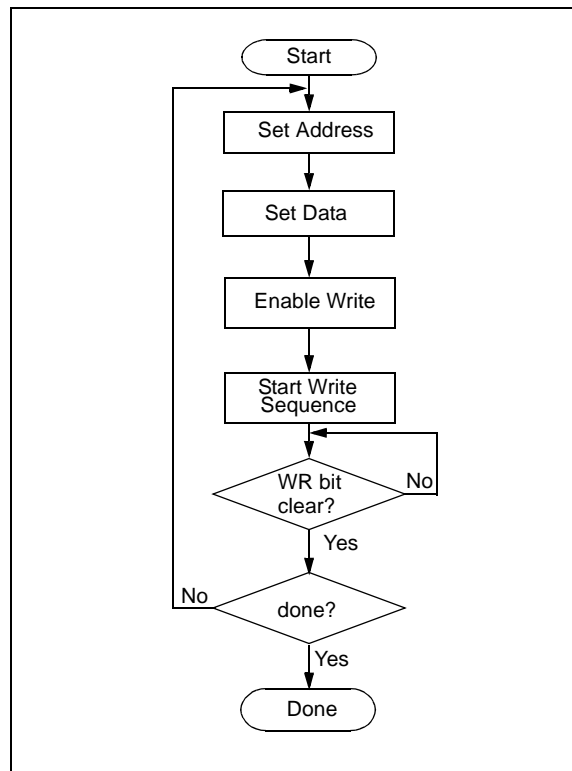 Start
Set Address
Set Data
Enable Write
Start Write
Sequence
WR bit
clear?
No
Yes
No
done?
Yes
Done